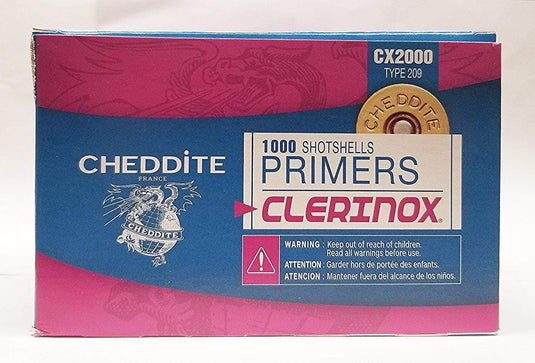 CX2000
TYPE 209
CHEDDITE
1000 SHOTSHELLS
PRIMERS
CLERINOX®
CHEDDiTE
FRANCE
CHEDDITE
WARNING : Keep out of reach of children.
Read all warnings before use.
ATTENTION : Garder hors de portée des enfants.
ATENCION : Mantener fuera del alcance de los niños.